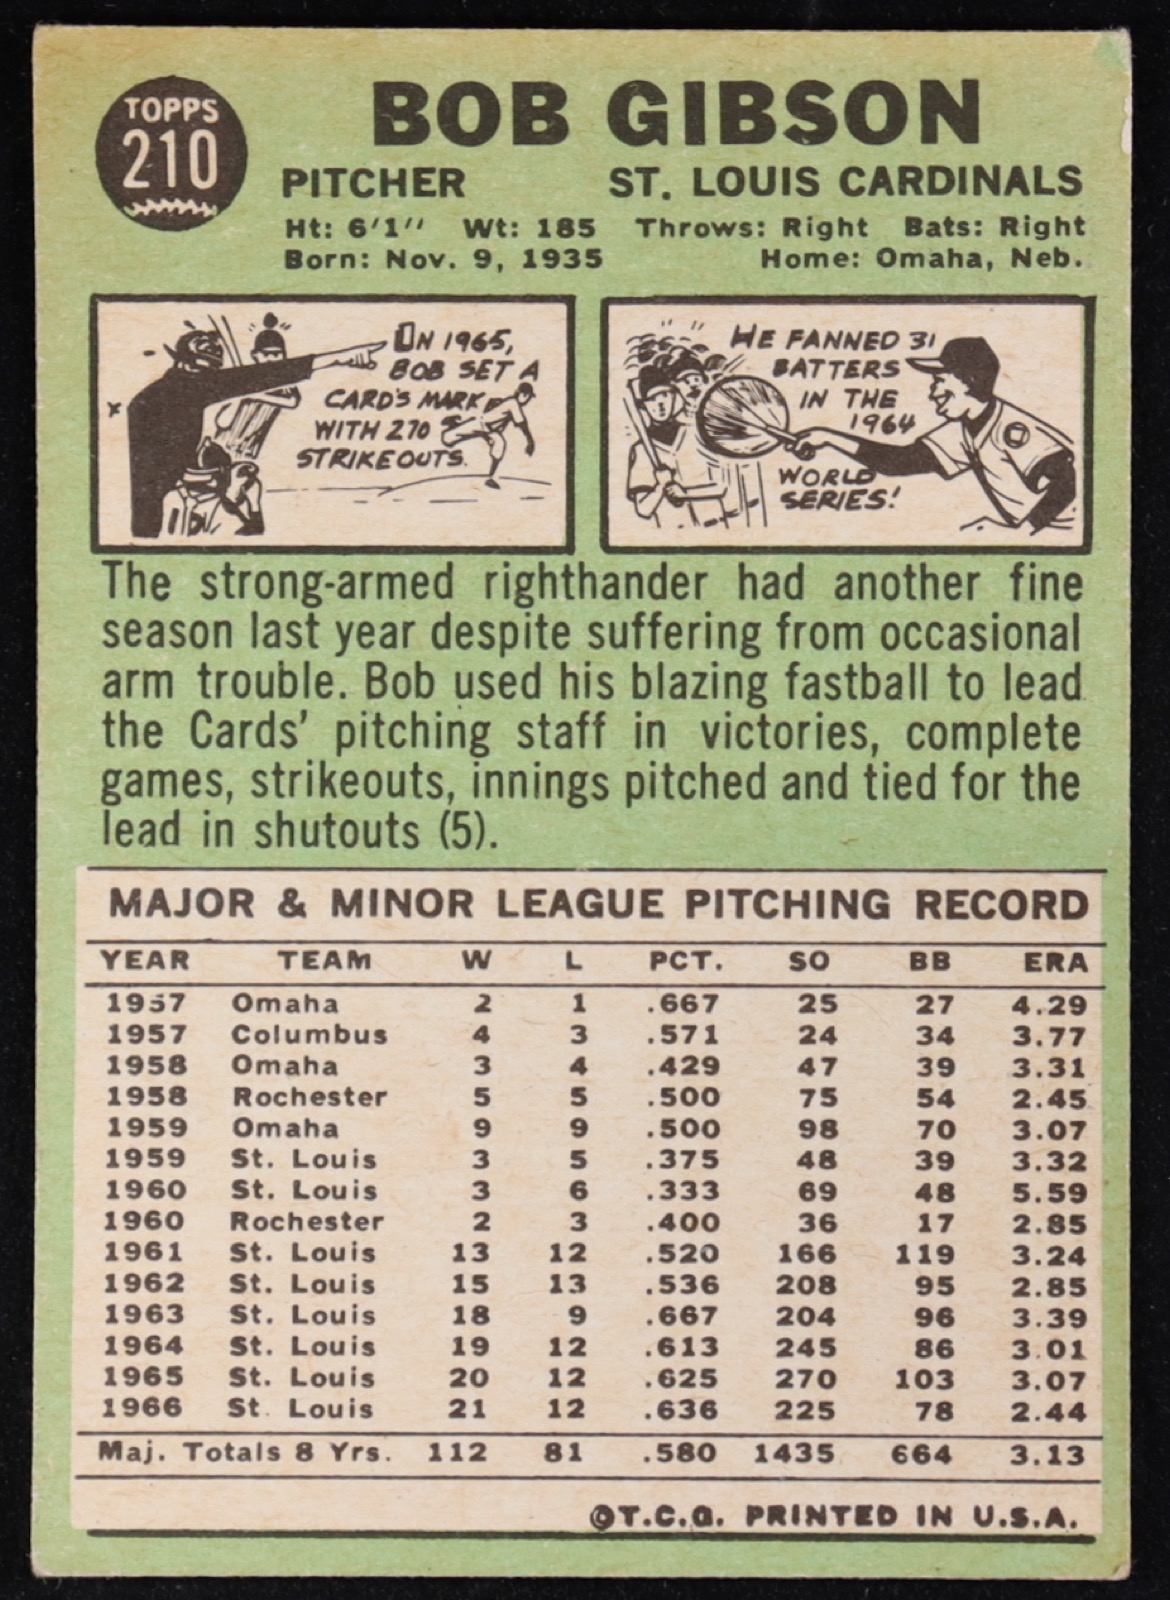 TOPPS
210
BOB GIBSON
PITCHER ST. LOUIS CARDINALS
Ht: 6'1" Wt: 185 Throws: Right Bats: Right
Born: Nov. 9, 1935 Home: Omaha, Neb.
ON 1965,
BOB SET A
CARD'S MARK
WITH 270
STRIKEOUTS.
HE FANNED 31
BATTERS
IN THE
1964
WORLD
SERIES!
The strong-armed righthander had another fine
season last year despite suffering from occasional
arm trouble. Bob used his blazing fastball to lead
the Cards' pitching staff in victories, complete
games, strikeouts, innings pitched and tied for the
lead in shutouts (5).
MAJOR & MINOR LEAGUE PITCHING RECORD
YEAR TEAM W L PCT. SO BB ERA
1957 Omaha 2 1 .667 25 27 4.29
1957 Columbus 4 3 .571 24 34 3.77
1958 Omaha 3 4 .429 47 39 3.31
1958 Rochester 5 5 .500 75 54 2.45
1959 Omaha 9 9 .500 98 70 3.07
1959 St. Louis 3 5 .375 48 39 3.32
1960 St. Louis 3 6 .333 69 48 5.59
1960 Rochester 2 3 .400 36 17 2.85
1961 St. Louis 13 12 .520 166 119 3.24
1962 St. Louis 15 13 .536 208 95 2.85
1963 St. Louis 18 9 .667 204 96 3.39
1964 St. Louis 19 12 .613 245 86 3.01
1965 St. Louis 20 12 .625 270 103 3.07
1966 St. Louis 21 12 .636 225 78 2.44
Maj. Totals 8 Yrs. 112 81 .580 1435 664 3.13
©T.C.G. PRINTED IN U.S.A.